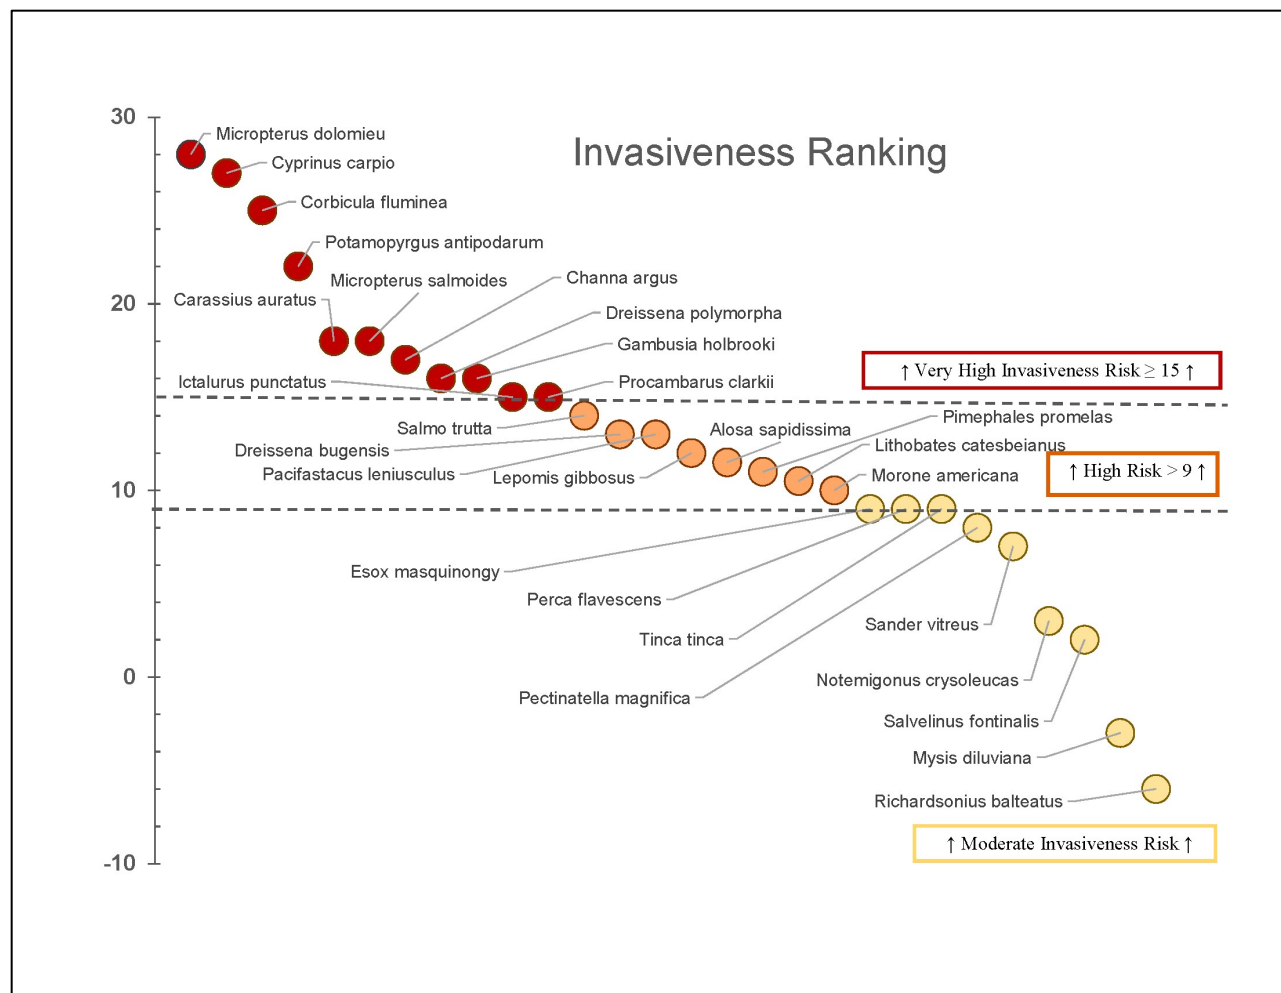 30
Micropterus dolomieu
Invasiveness Ranking
Cyprinus carpio
Corbicula fluminea
Potamopyrgus antipodarum
Channa argus
Micropterus salmoides
Carassius auratus
20
Dreissena polymorpha
Gambusia holbrooki
↑ Very High Invasiveness Risk ≥ 15 ↑
Ictalurus punctatus
Procambarus clarkii
Pimephales promelas
Salmo trutta
Alosa sapidissima
Lithobates catesbeianus
Dreissena bugensis
↑ High Risk > 9 ↑
Pacifastacus leniusculus
Lepomis gibbosus
Morone americana
10
Esox masquinongy
Perca flavescens
Sander vitreus
Tinca tinca
0
Notemigonus crysoleucas
Pectinatella magnifica
Salvelinus fontinalis
Mysis diluviana
Richardsonius balteatus
↑ Moderate Invasiveness Risk ↑
-10